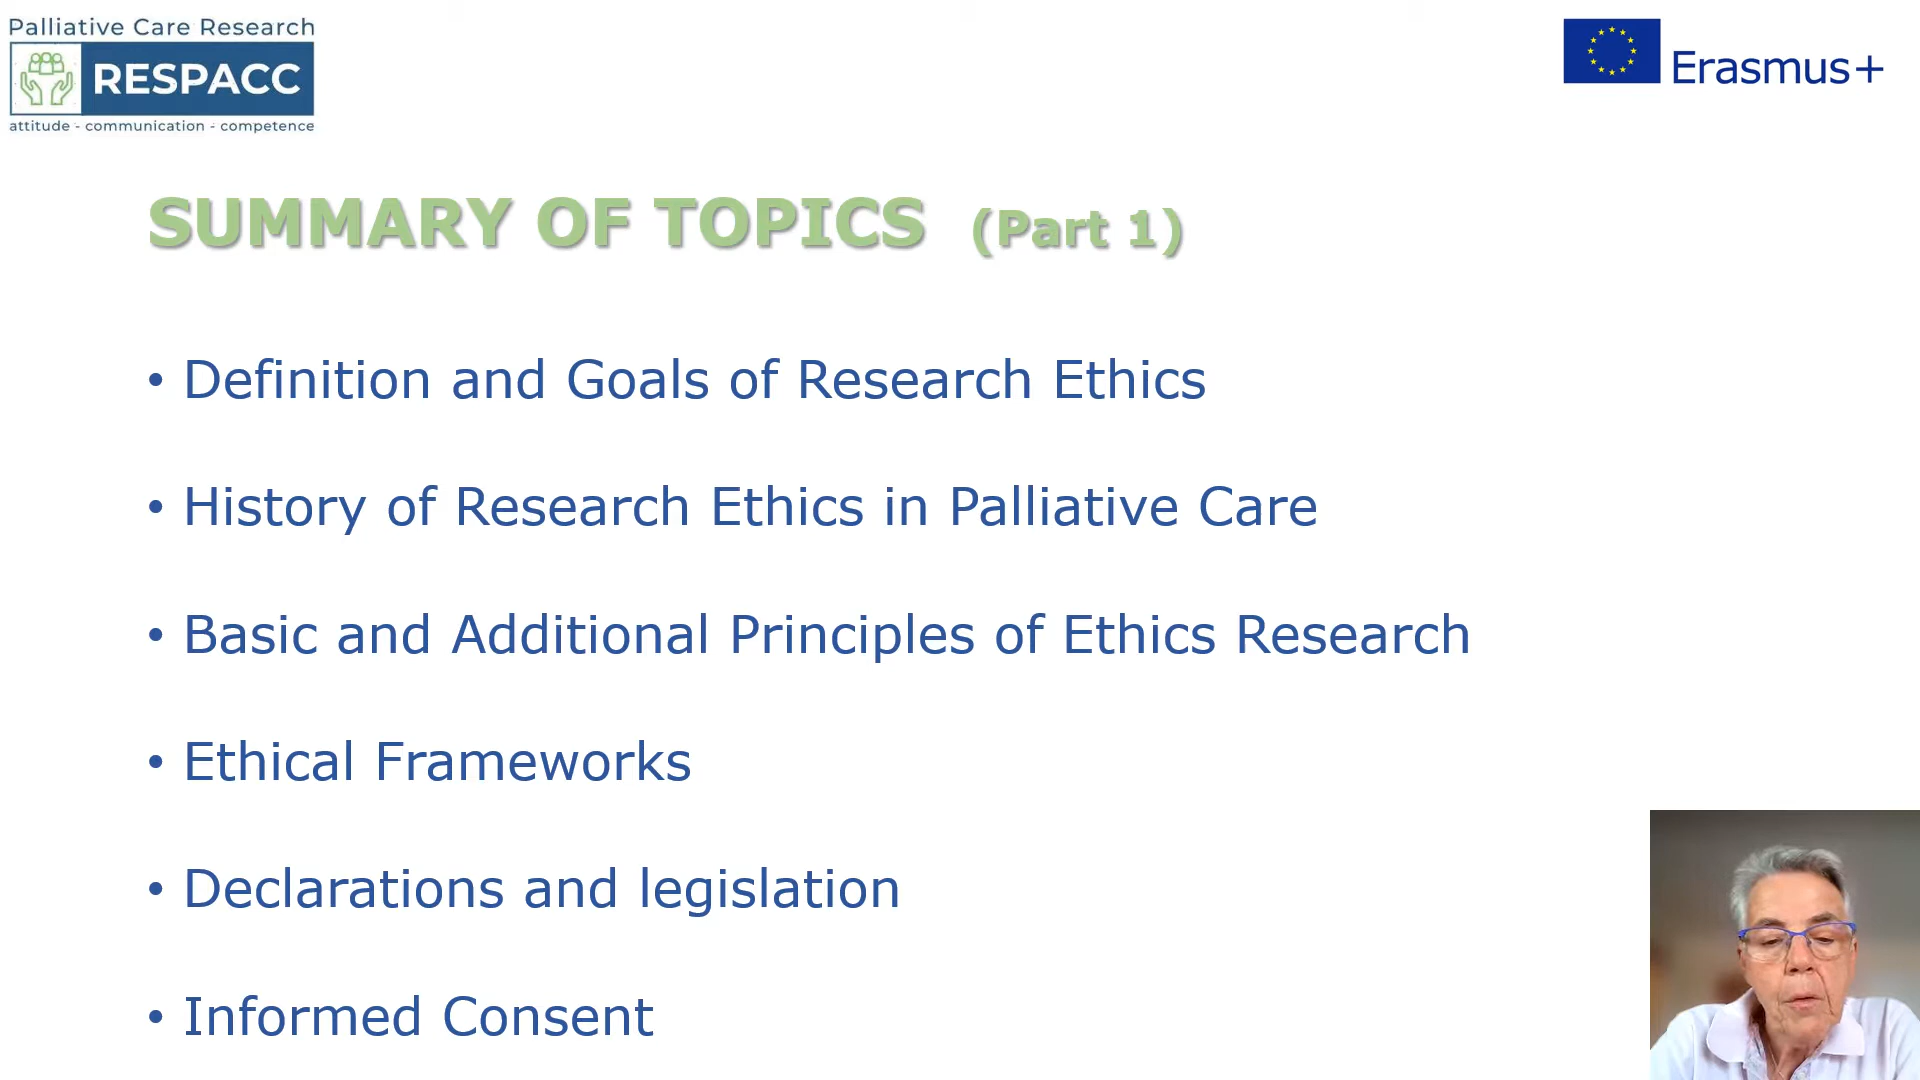 Palliative Care Research
RESPACC
attitude - communication - competence
Erasmus+
SUMMARY OF TOPICS (Part 1)
• Definition and Goals of Research Ethics
• History of Research Ethics in Palliative Care
• Basic and Additional Principles of Ethics Research
• Ethical Frameworks
• Declarations and legislation
• Informed Consent